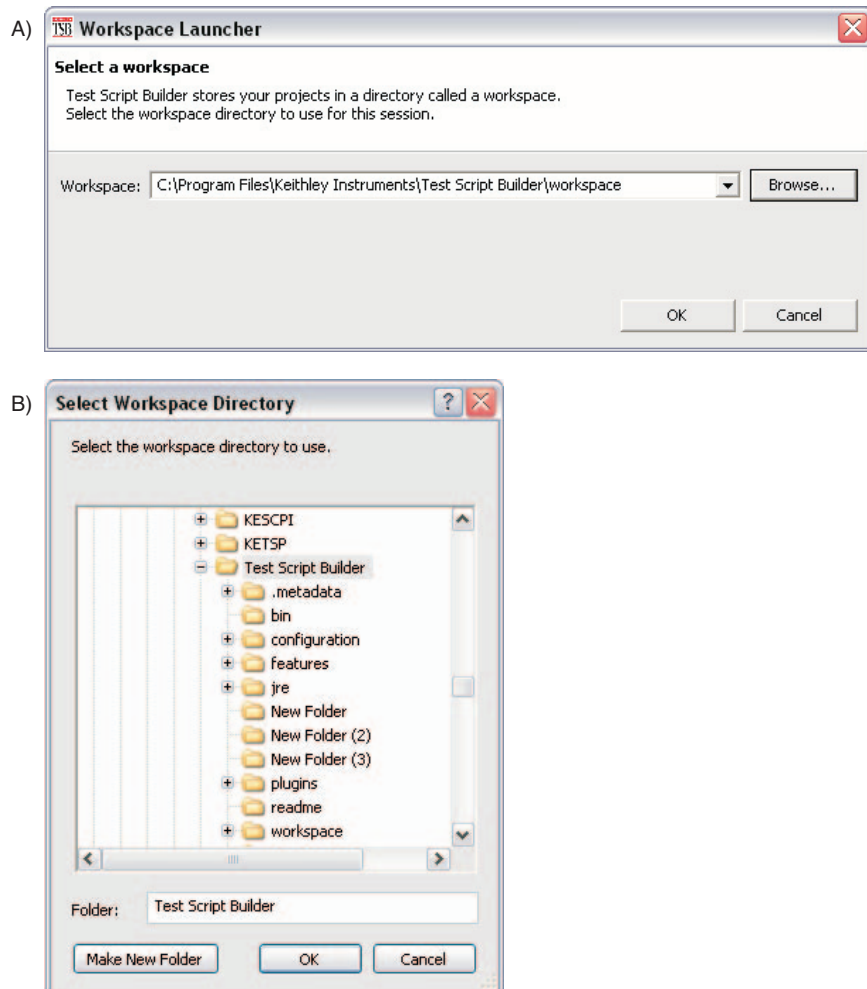 A)
TSB Workspace Launcher
Select a workspace
Test Script Builder stores your projects in a directory called a workspace.
Select the workspace directory to use for this session.
Workspace: C:\Program Files\Keithley Instruments\Test Script Builder\workspace Browse...
OK Cancel
B)
Select Workspace Directory ?
Select the workspace directory to use.
KESCPI
KETSP
Test Script Builder
.metadata
bin
configuration
features
jre
New Folder
New Folder (2)
New Folder (3)
plugins
readme
workspace
Folder: Test Script Builder
Make New Folder OK Cancel